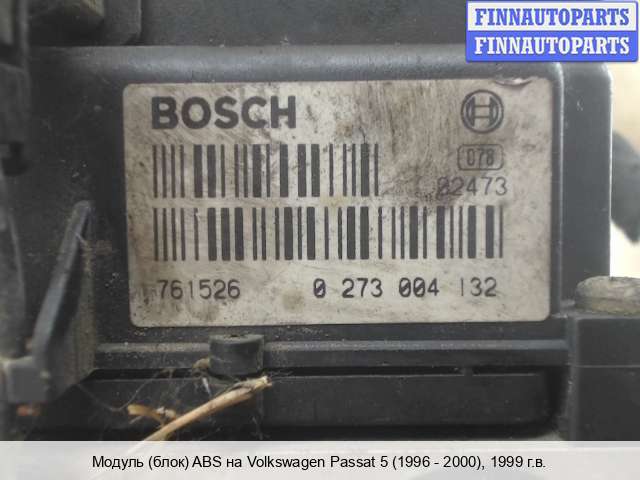 FINNAUTOPARTS
FINNAUTOPARTS
BOSCH
078
82473
761526 0 273 004 132
Модуль (блок) ABS на Volkswagen Passat 5 (1996 - 2000), 1999 г.в.